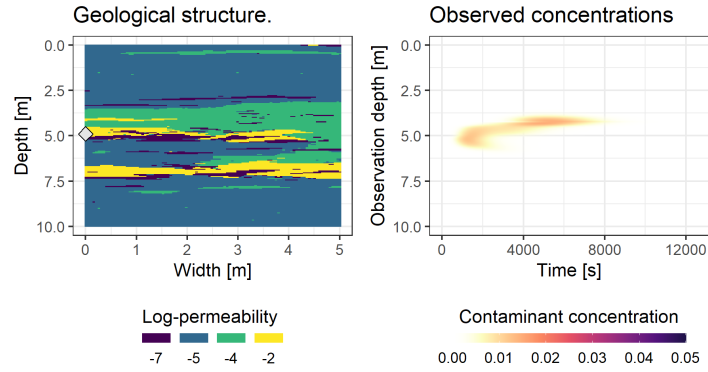 Geological structure.
Observed concentrations
Depth [m]
0.0
2.5
5.0
7.5
10.0
0 1 2 3 4 5
Width [m]
Observation depth [m]
0.0
2.5
5.0
7.5
10.0
0 4000 8000 12000
Time [s]
Log-permeability
-7 -5 -4 -2
Contaminant concentration
0.00 0.01 0.02 0.03 0.04 0.05